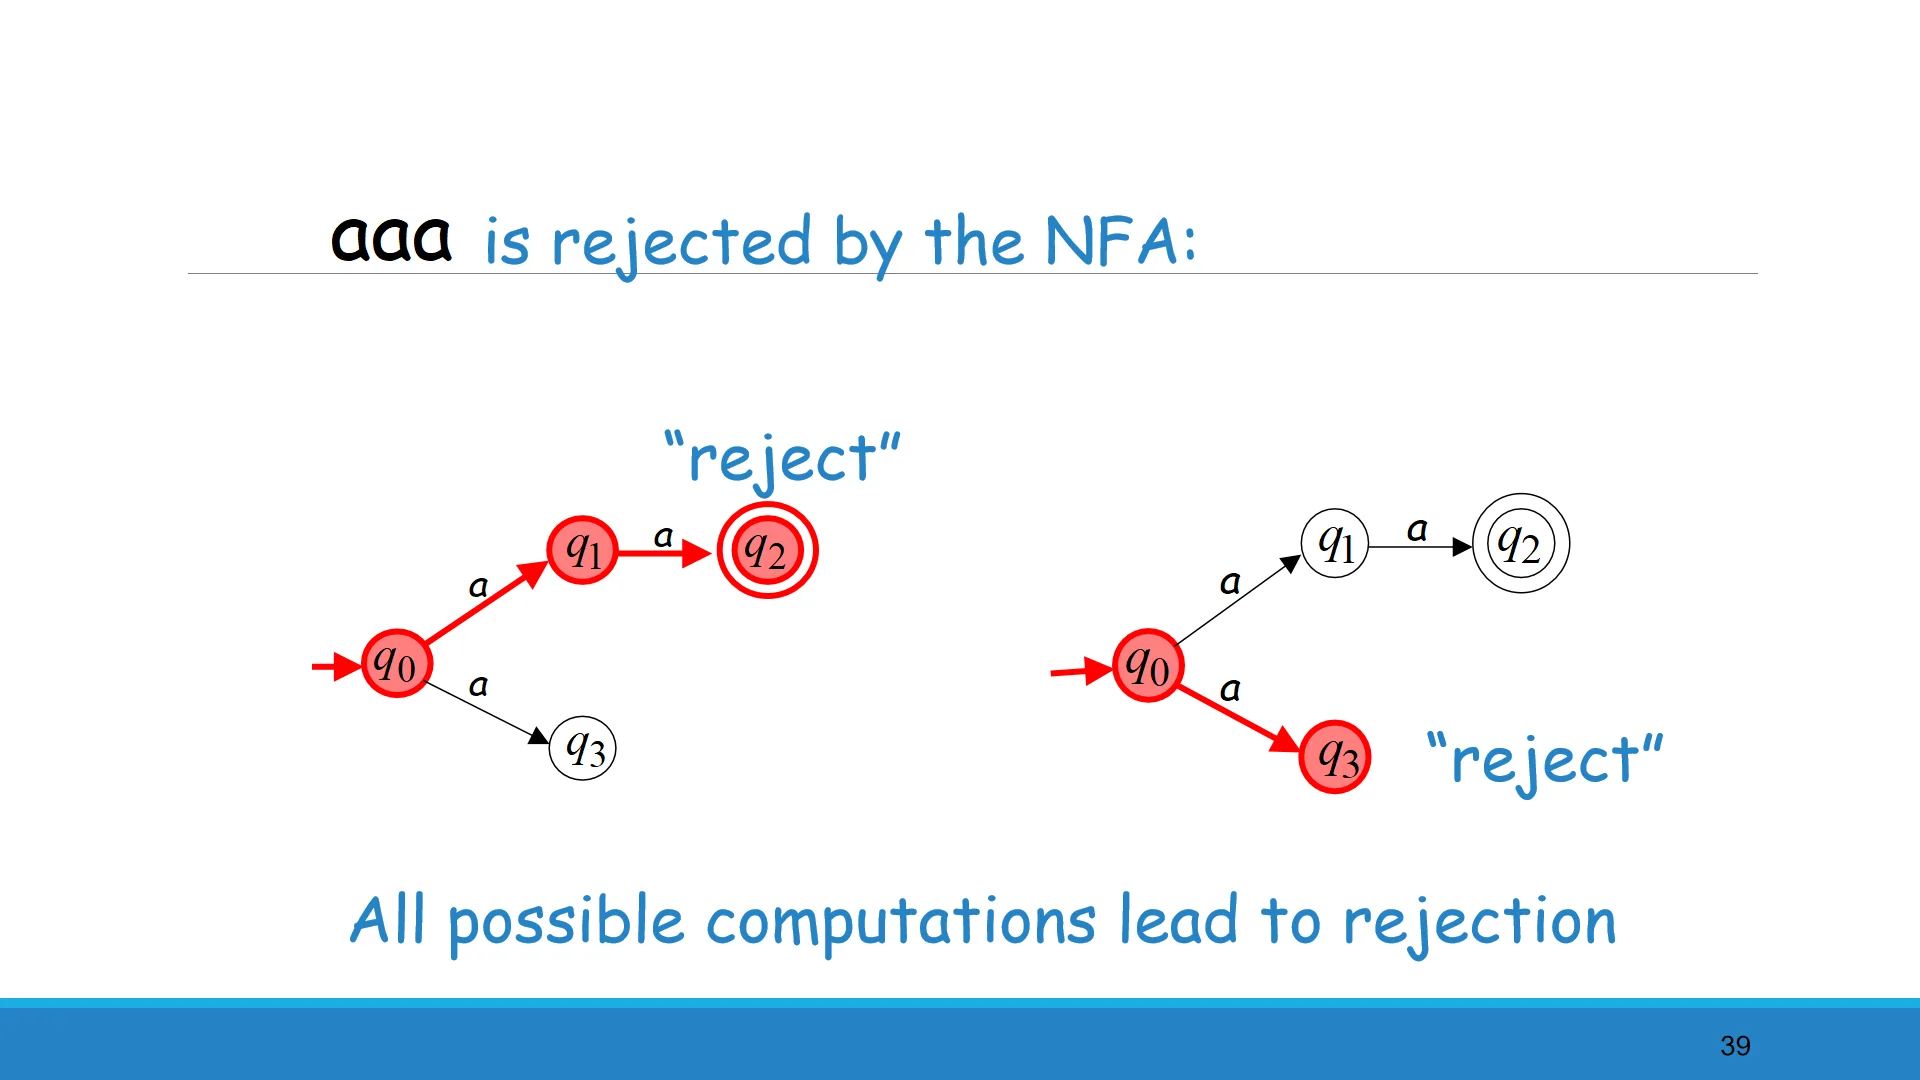 aaa is rejected by the NFA:
“reject”
q1 a q2
a
q0
a
q3
q1 a q2
a
q0
a
q3 “reject”
All possible computations lead to rejection
39